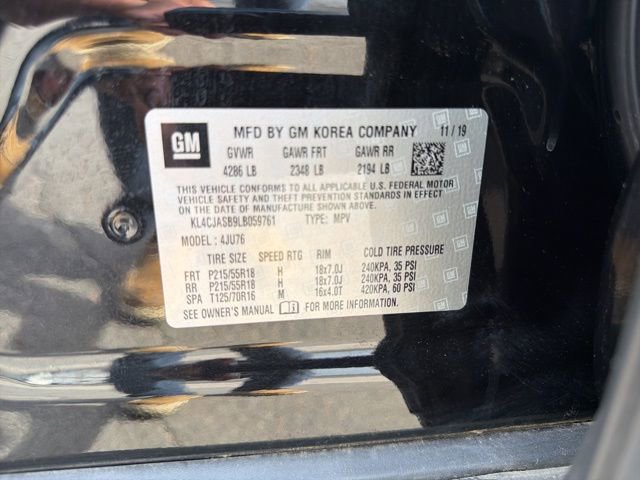 GM MFD BY GM KOREA COMPANY 11/19
GVWR GAWR FRT GAWR RR
4286 LB 2348 LB 2194 LB
THIS VEHICLE CONFORMS TO ALL APPLICABLE U.S. FEDERAL MOTOR
VEHICLE SAFETY AND THEFT PREVENTION STANDARDS IN EFFECT
ON THE DATE OF MANUFACTURE SHOWN ABOVE.
KL4CJASB9LB059761 TYPE: MPV
MODEL: 4JU76
TIRE SIZE SPEED RTG RIM COLD TIRE PRESSURE
FRT P215/55R18 H 18x7.0J 240KPA, 35 PSI
RR P215/55R18 H 18x7.0J 240KPA, 35 PSI
SPA T125/70R16 M 16x4.0T 420KPA, 60 PSI
SEE OWNER'S MANUAL FOR MORE INFORMATION.